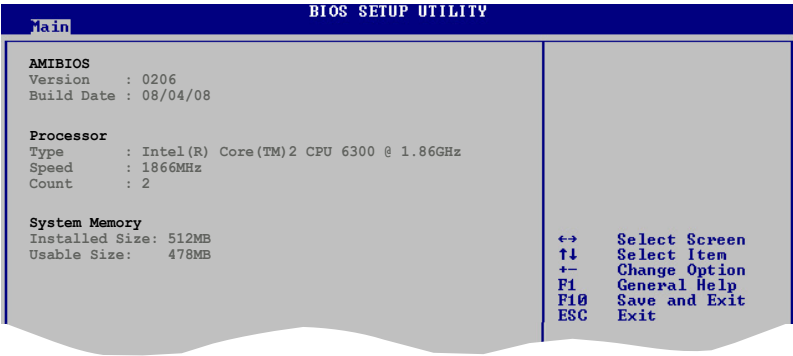 BIOS SETUP UTILITY
Main
AMIBIOS
Version : 0206
Build Date : 08/04/08
Processor
Type : Intel(R) Core(TM)2 CPU 6300 @ 1.86GHz
Speed : 1866MHz
Count : 2
System Memory
Installed Size: 512MB
Usable Size: 478MB
←→ Select Screen
↑↓ Select Item
+- Change Option
F1 General Help
F10 Save and Exit
ESC Exit